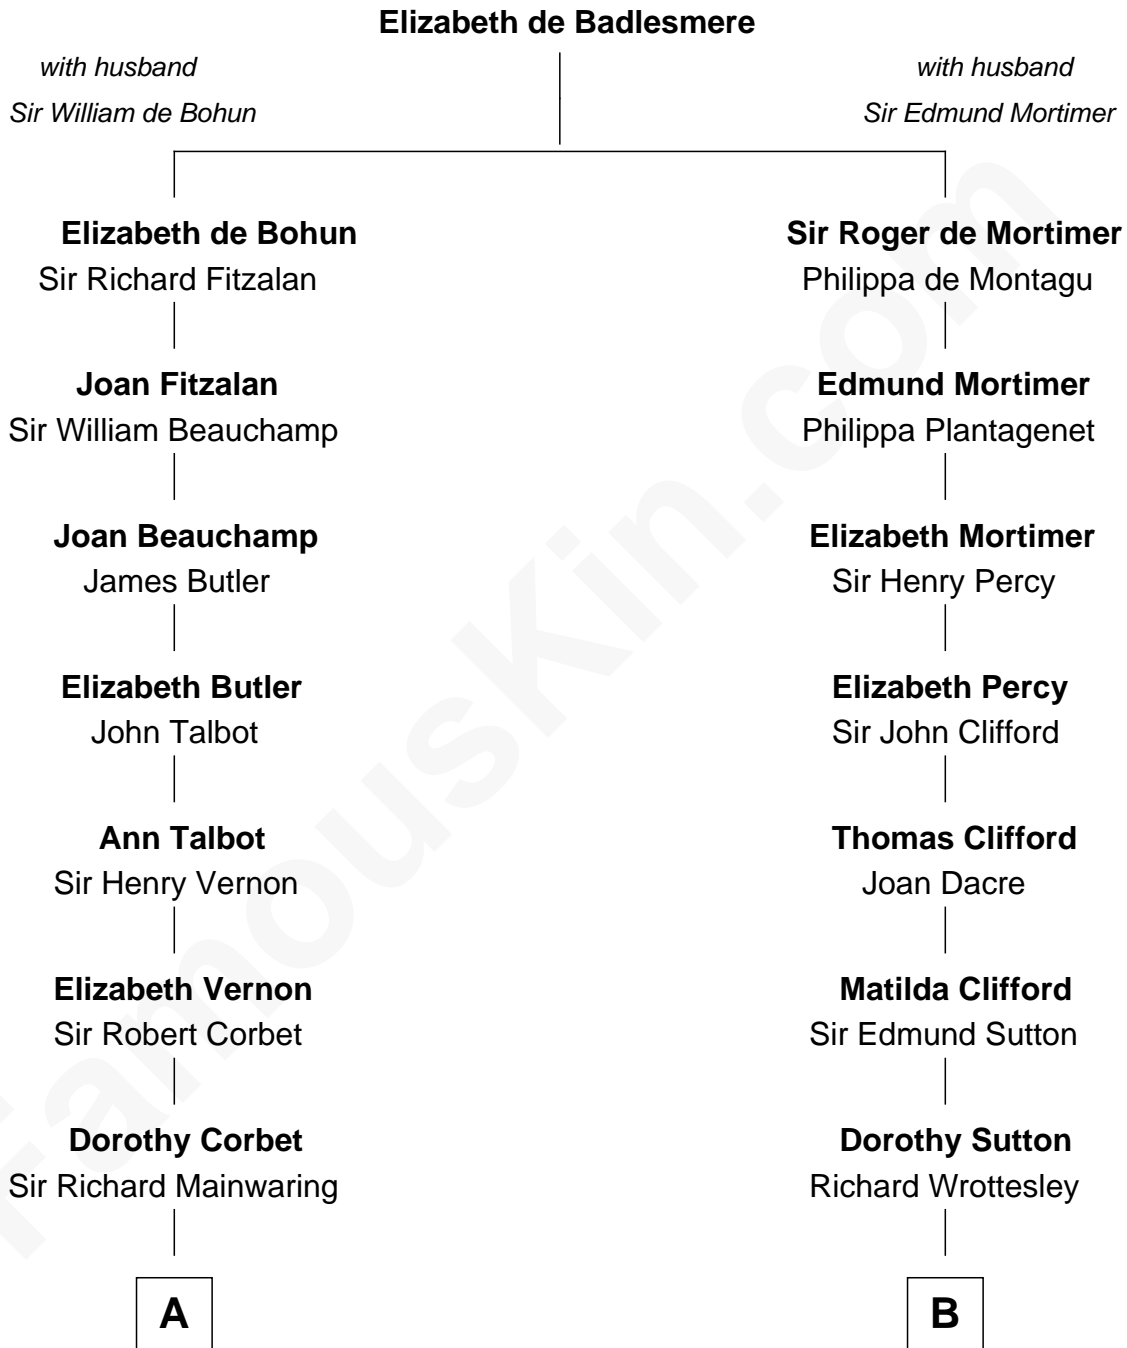 Elizabeth de Badlesmere
with husband
Sir William de Bohun
with husband
Sir Edmund Mortimer
Elizabeth de Bohun
Sir Richard Fitzalan
Sir Roger de Mortimer
Philippa de Montagu
Joan Fitzalan
Sir William Beauchamp
Edmund Mortimer
Philippa Plantagenet
Joan Beauchamp
James Butler
Elizabeth Mortimer
Sir Henry Percy
Elizabeth Butler
John Talbot
Elizabeth Percy
Sir John Clifford
Ann Talbot
Sir Henry Vernon
Thomas Clifford
Joan Dacre
Elizabeth Vernon
Sir Robert Corbet
Matilda Clifford
Sir Edmund Sutton
Dorothy Corbet
Sir Richard Mainwaring
Dorothy Sutton
Richard Wrottesley
A
B
FamousKin.com